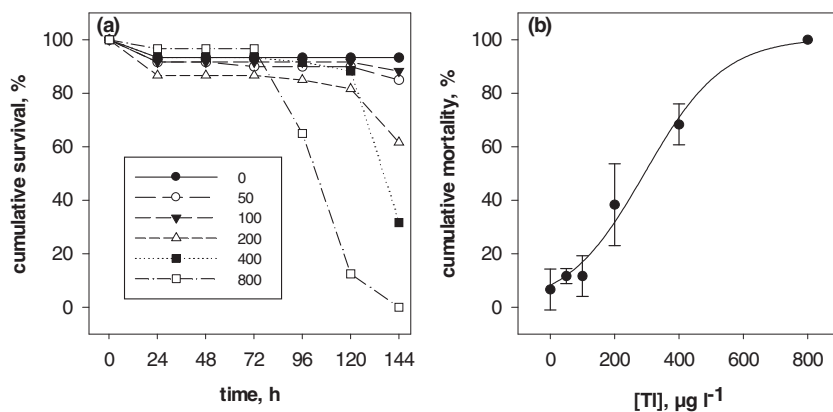 (a)
100
80
60
40
20
0
cumulative survival, %
0
50
100
200
400
800
0 24 48 72 96 120 144
time, h
(b)
100
80
60
40
20
0
cumulative mortality, %
0 200 400 600 800
[Tl], µg l-1